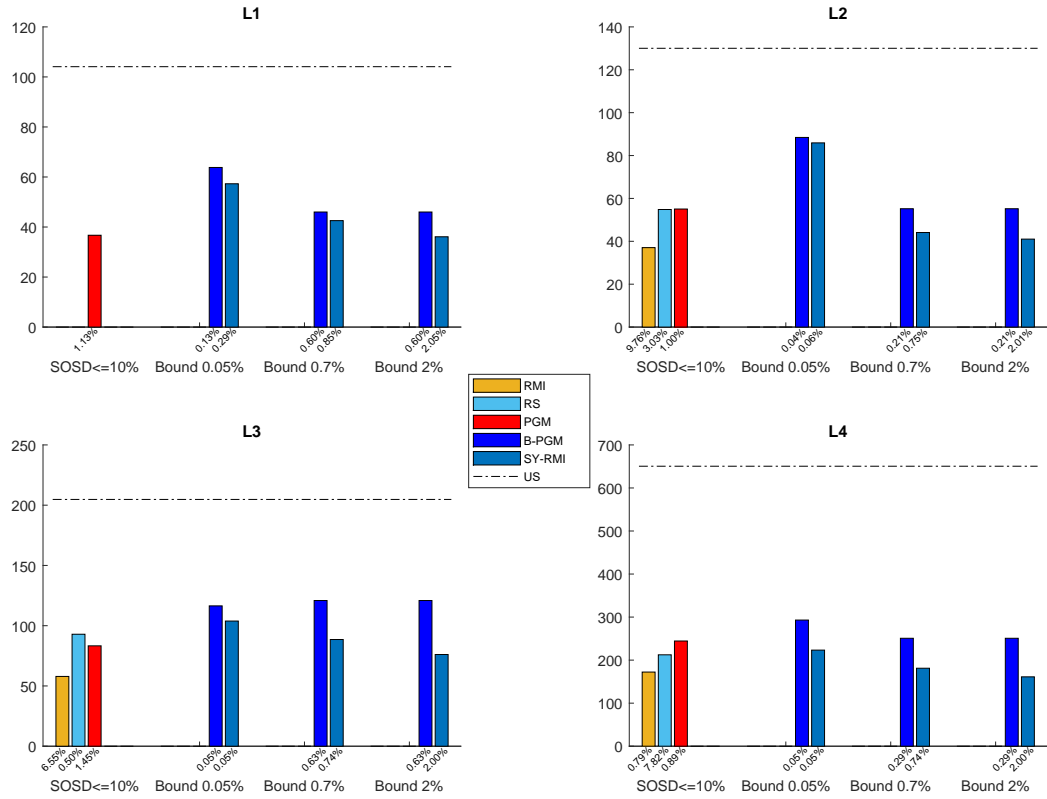 L1
120
100
80
60
40
20
0
1.13%
0.13% 0.29%
0.60% 0.85%
0.60% 2.05%
SOSD<=10% Bound 0.05% Bound 0.7% Bound 2%
L2
140
120
100
80
60
40
20
0
9.76% 3.03% 1.00%
0.04% 0.06%
0.21% 0.75%
0.21% 2.01%
SOSD<=10% Bound 0.05% Bound 0.7% Bound 2%
RMI
RS
PGM
B-PGM
SY-RMI
US
L3
250
200
150
100
50
0
6.55% 0.50% 1.45%
0.05% 0.05%
0.63% 0.74%
0.63% 2.00%
SOSD<=10% Bound 0.05% Bound 0.7% Bound 2%
L4
700
600
500
400
300
200
100
0
0.79% 7.82% 0.89%
0.05% 0.05%
0.29% 0.74%
0.29% 2.00%
SOSD<=10% Bound 0.05% Bound 0.7% Bound 2%